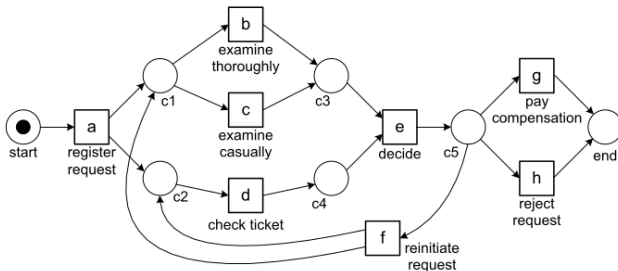 b
examine
thoroughly
g
pay
compensation
c1
c3
c
examine
casually
a
register
request
start
e
decide
c5
end
c2
d
check ticket
c4
h
reject
request
f
reinitiate
request